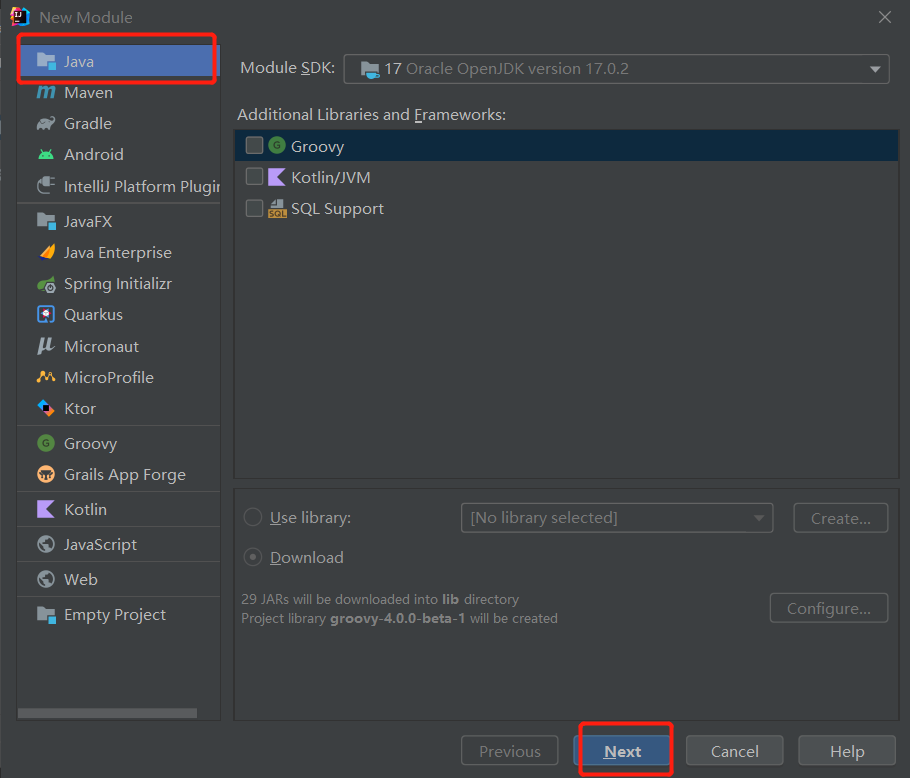 New Module
Java
Maven
Gradle
Android
IntelliJ Platform Plugin
JavaFX
Java Enterprise
Spring Initializr
Quarkus
Micronaut
MicroProfile
Ktor
Groovy
Grails App Forge
Kotlin
JavaScript
Web
Empty Project
Module SDK: 17 Oracle OpenJDK version 17.0.2
Additional Libraries and Frameworks:
G Groovy
Kotlin/JVM
SQL SQL Support
Use library: [No library selected] Create...
Download
29 JARs will be downloaded into lib directory
Project library groovy-4.0.0-beta-1 will be created
Configure...
Previous Next Cancel Help